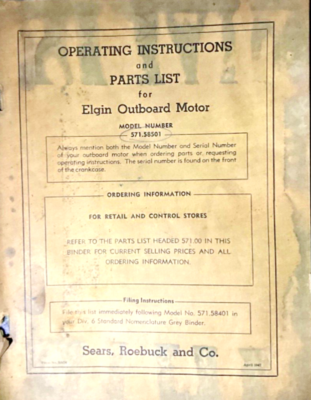 OPERATING INSTRUCTIONS
and
PARTS LIST
for
Elgin Outboard Motor
MODEL NUMBER
571.58501
Always mention both the Model Number and Serial Number
of your outboard motor when ordering parts or requesting
operating instructions. The serial number is found on the front
of the crankcase.
ORDERING INFORMATION
FOR RETAIL AND CONTROL STORES
REFER TO THE PARTS LIST HEADED 571.00 IN THIS
BINDER FOR CURRENT SELLING PRICES AND ALL
ORDERING INFORMATION.
Filing Instructions
File this list immediately following Model No. 571.58401 in
your Div. 6 Standard Nomenclature Grey Binder.
Sears, Roebuck and Co.